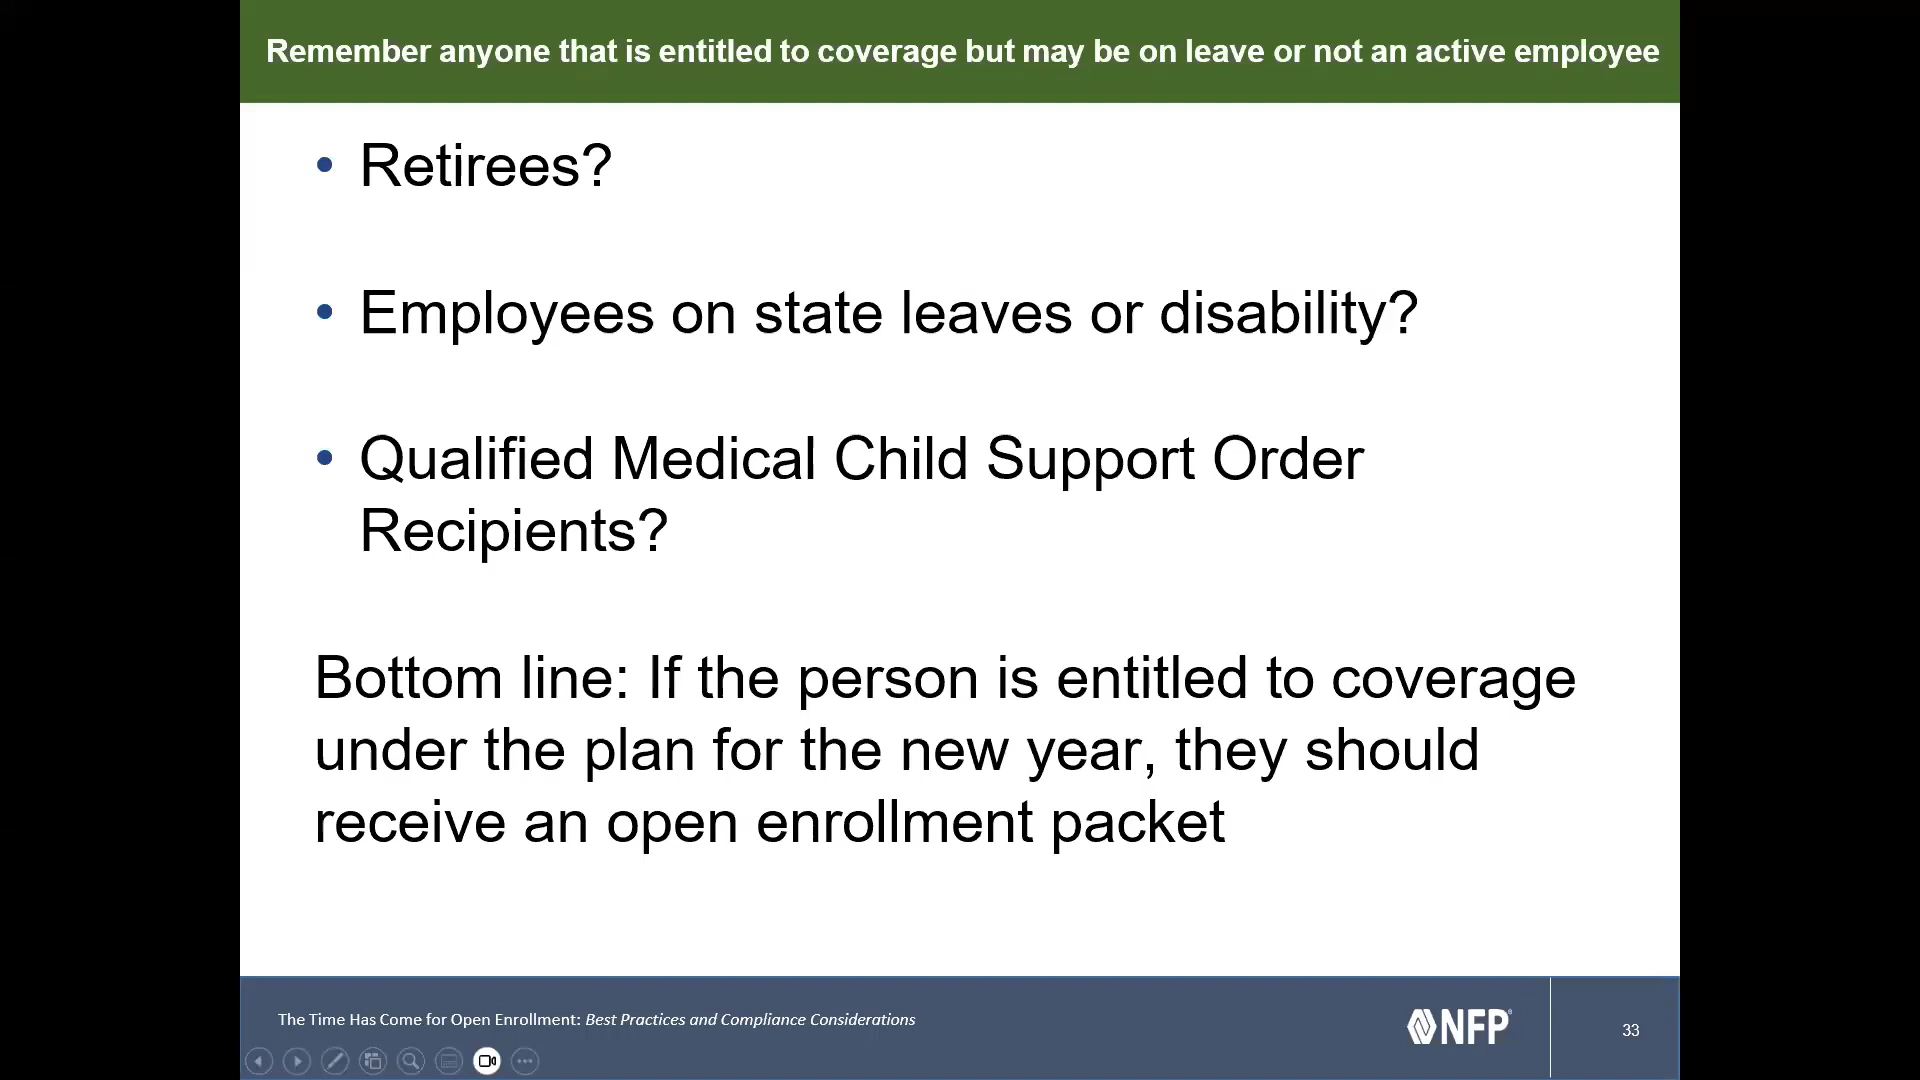 Remember anyone that is entitled to coverage but may be on leave or not an active employee
• Retirees?
• Employees on state leaves or disability?
• Qualified Medical Child Support Order
Recipients?
Bottom line: If the person is entitled to coverage
under the plan for the new year, they should
receive an open enrollment packet
The Time Has Come for Open Enrollment: Best Practices and Compliance Considerations
NFP
33